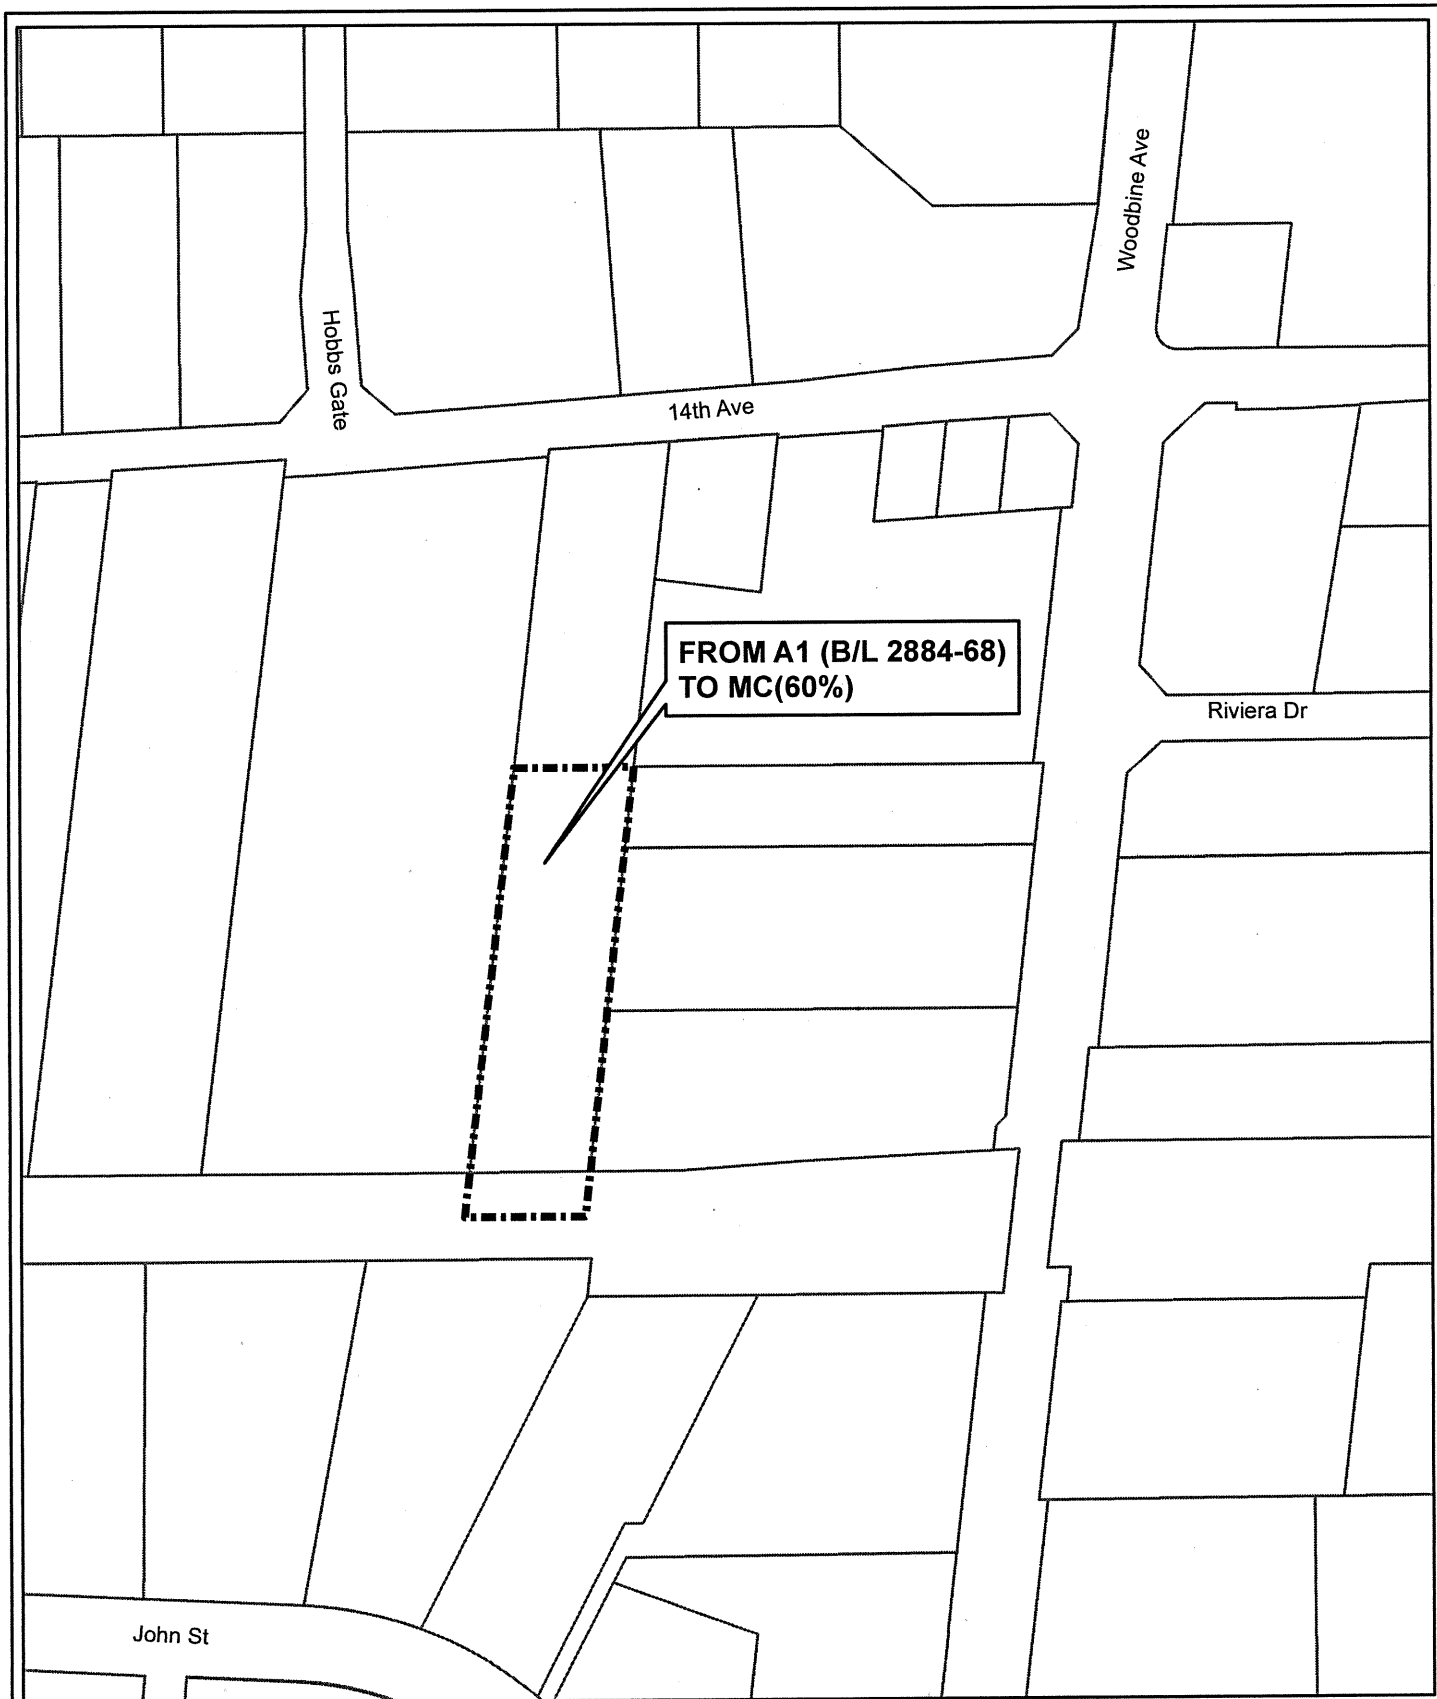 Woodbine Ave
Hobbs Gate
14th Ave
FROM A1 (B/L 2884-68)
TO MC(60%)
Riviera Dr
John St